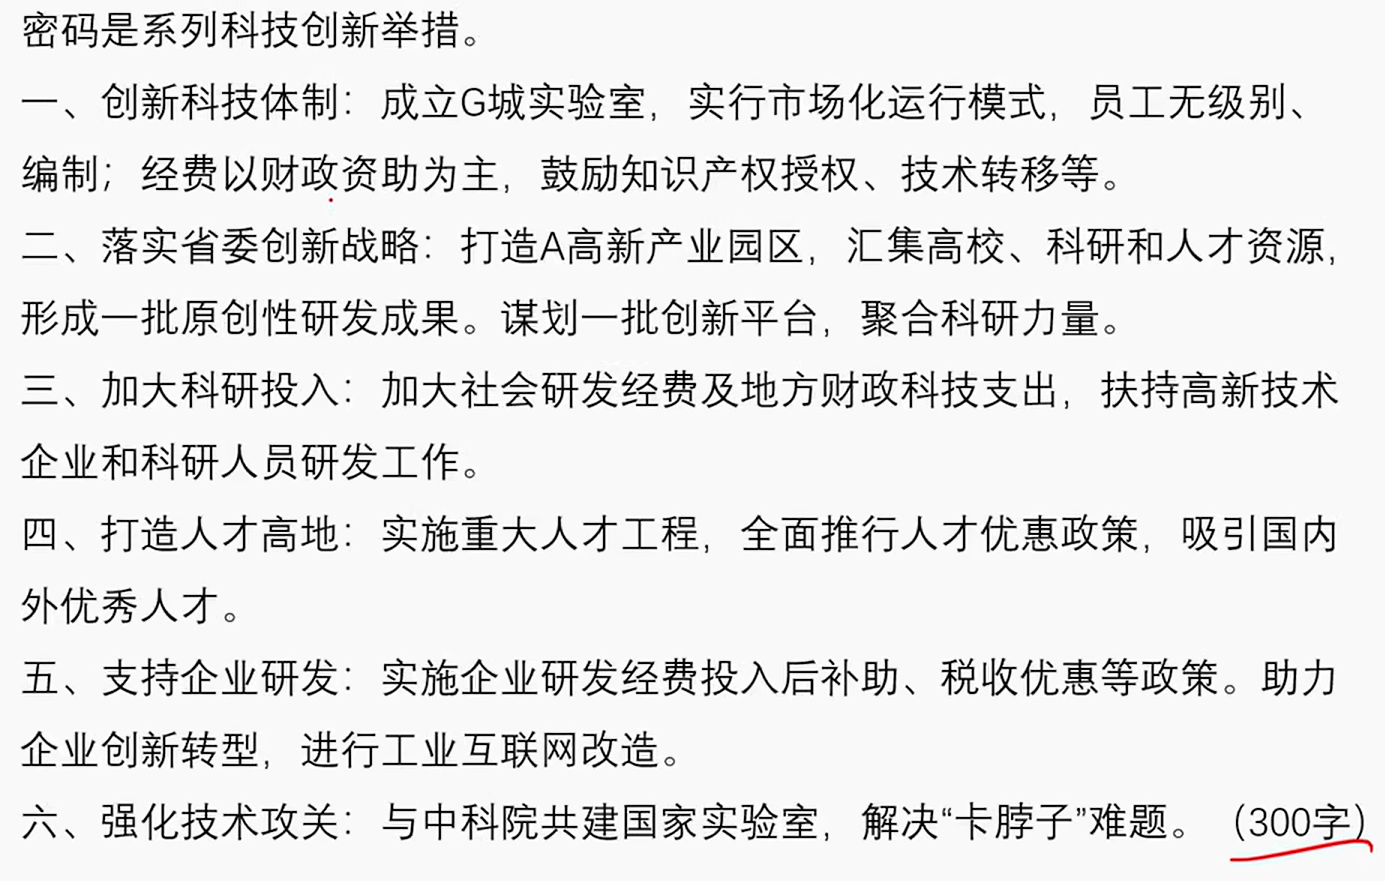 密码是系列科技创新举措。
一、创新科技体制：成立G城实验室，实行市场化运行模式，员工无级别、
编制；经费以财政资助为主，鼓励知识产权授权、技术转移等。
二、落实省委创新战略：打造A高新产业园区，汇集高校、科研和人才资源，
形成一批原创性研发成果。谋划一批创新平台，聚合科研力量。
三、加大科研投入：加大社会研发经费及地方财政科技支出，扶持高新技术
企业和科研人员研发工作。
四、打造人才高地：实施重大人才工程，全面推行人才优惠政策，吸引国内
外优秀人才。
五、支持企业研发：实施企业研发经费投入后补助、税收优惠等政策。助力
企业创新转型，进行工业互联网改造。
六、强化技术攻关：与中科院共建国家实验室，解决“卡脖子”难题。（300字）